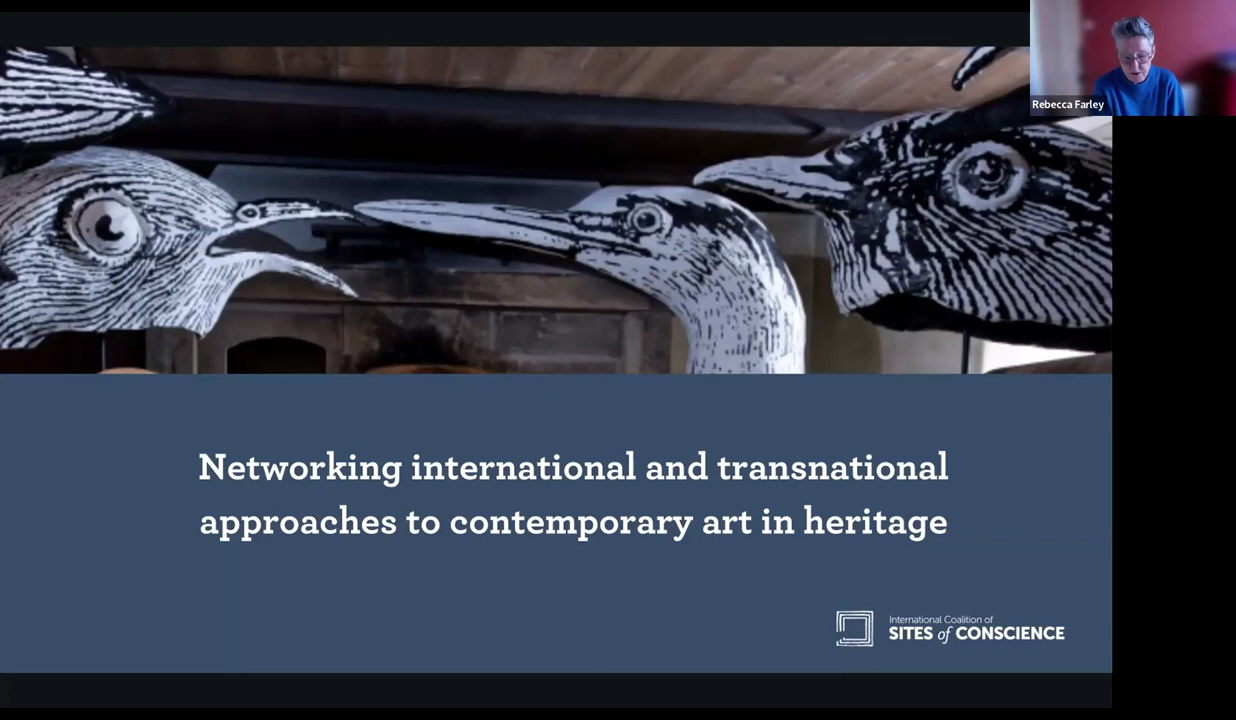 Rebecca Farley
Networking international and transnational
approaches to contemporary art in heritage
International Coalition of
SITES of CONSCIENCE